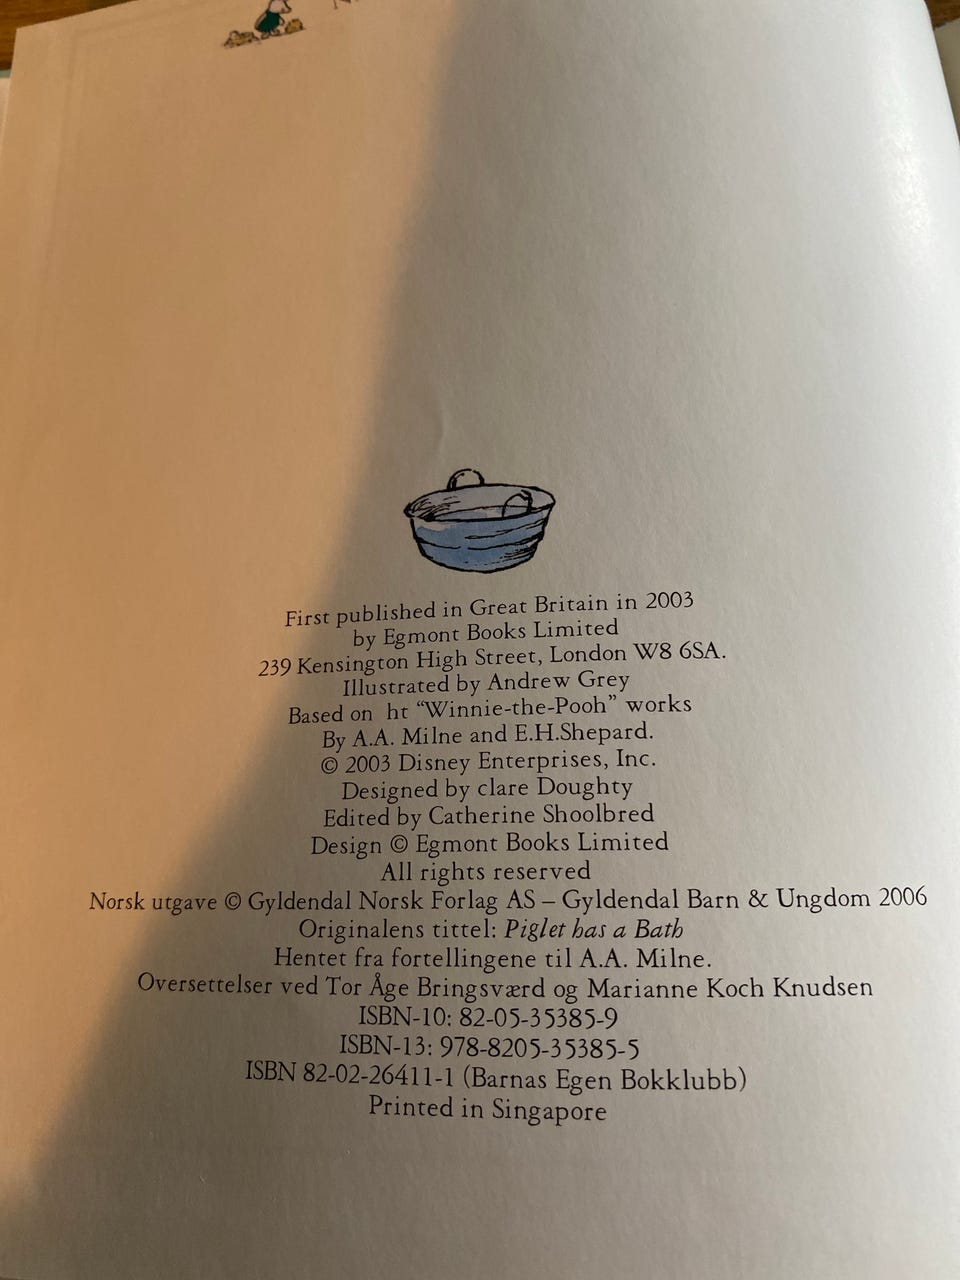 First published in Great Britain in 2003
by Egmont Books Limited
239 Kensington High Street, London W8 6SA.
Illustrated by Andrew Grey
Based on ht “Winnie-the-Pooh” works
By A.A. Milne and E.H.Shepard.
© 2003 Disney Enterprises, Inc.
Designed by clare Doughty
Edited by Catherine Shoolbred
Design © Egmont Books Limited
All rights reserved
Norsk utgave © Gyldendal Norsk Forlag AS – Gyldendal Barn & Ungdom 2006
Originalens tittel: Piglet has a Bath
Hentet fra fortellingene til A.A. Milne.
Oversettelser ved Tor Åge Bringsværd og Marianne Koch Knudsen
ISBN-10: 82-05-35385-9
ISBN-13: 978-8205-35385-5
ISBN 82-02-26411-1 (Barnas Egen Bokklubb)
Printed in Singapore